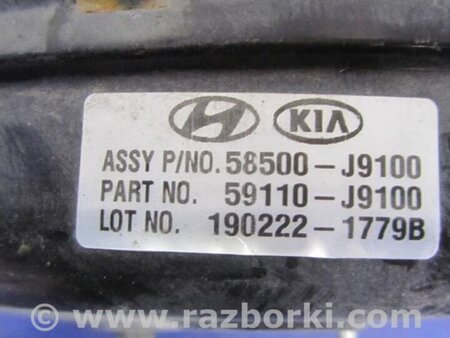 KIA
ASSY P/NO. 58500-J9100
PART NO. 59110-J9100
LOT NO. 190222-1779B
© www.razborki.com